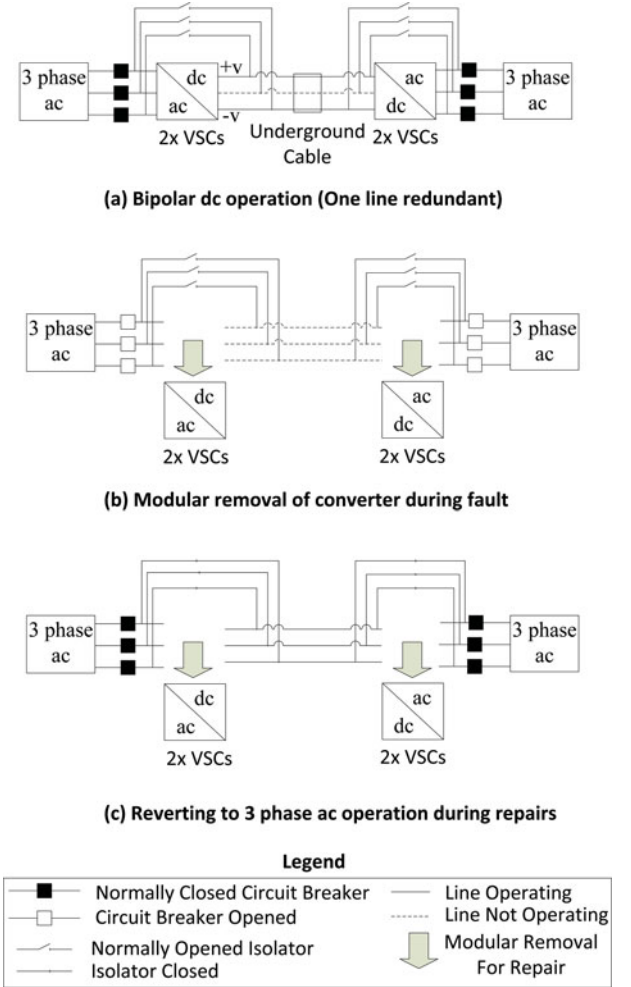 3 phase
ac
dc
ac
2x VSCs
+v
-v
Underground
Cable
ac
dc
2x VSCs
3 phase
ac
(a) Bipolar dc operation (One line redundant)
3 phase
ac
dc
ac
2x VSCs
ac
dc
2x VSCs
3 phase
ac
(b) Modular removal of converter during fault
3 phase
ac
dc
ac
2x VSCs
ac
dc
2x VSCs
3 phase
ac
(c) Reverting to 3 phase ac operation during repairs
Legend
Normally Closed Circuit Breaker
Circuit Breaker Opened
Normally Opened Isolator
Isolator Closed
Line Operating
Line Not Operating
Modular Removal
For Repair